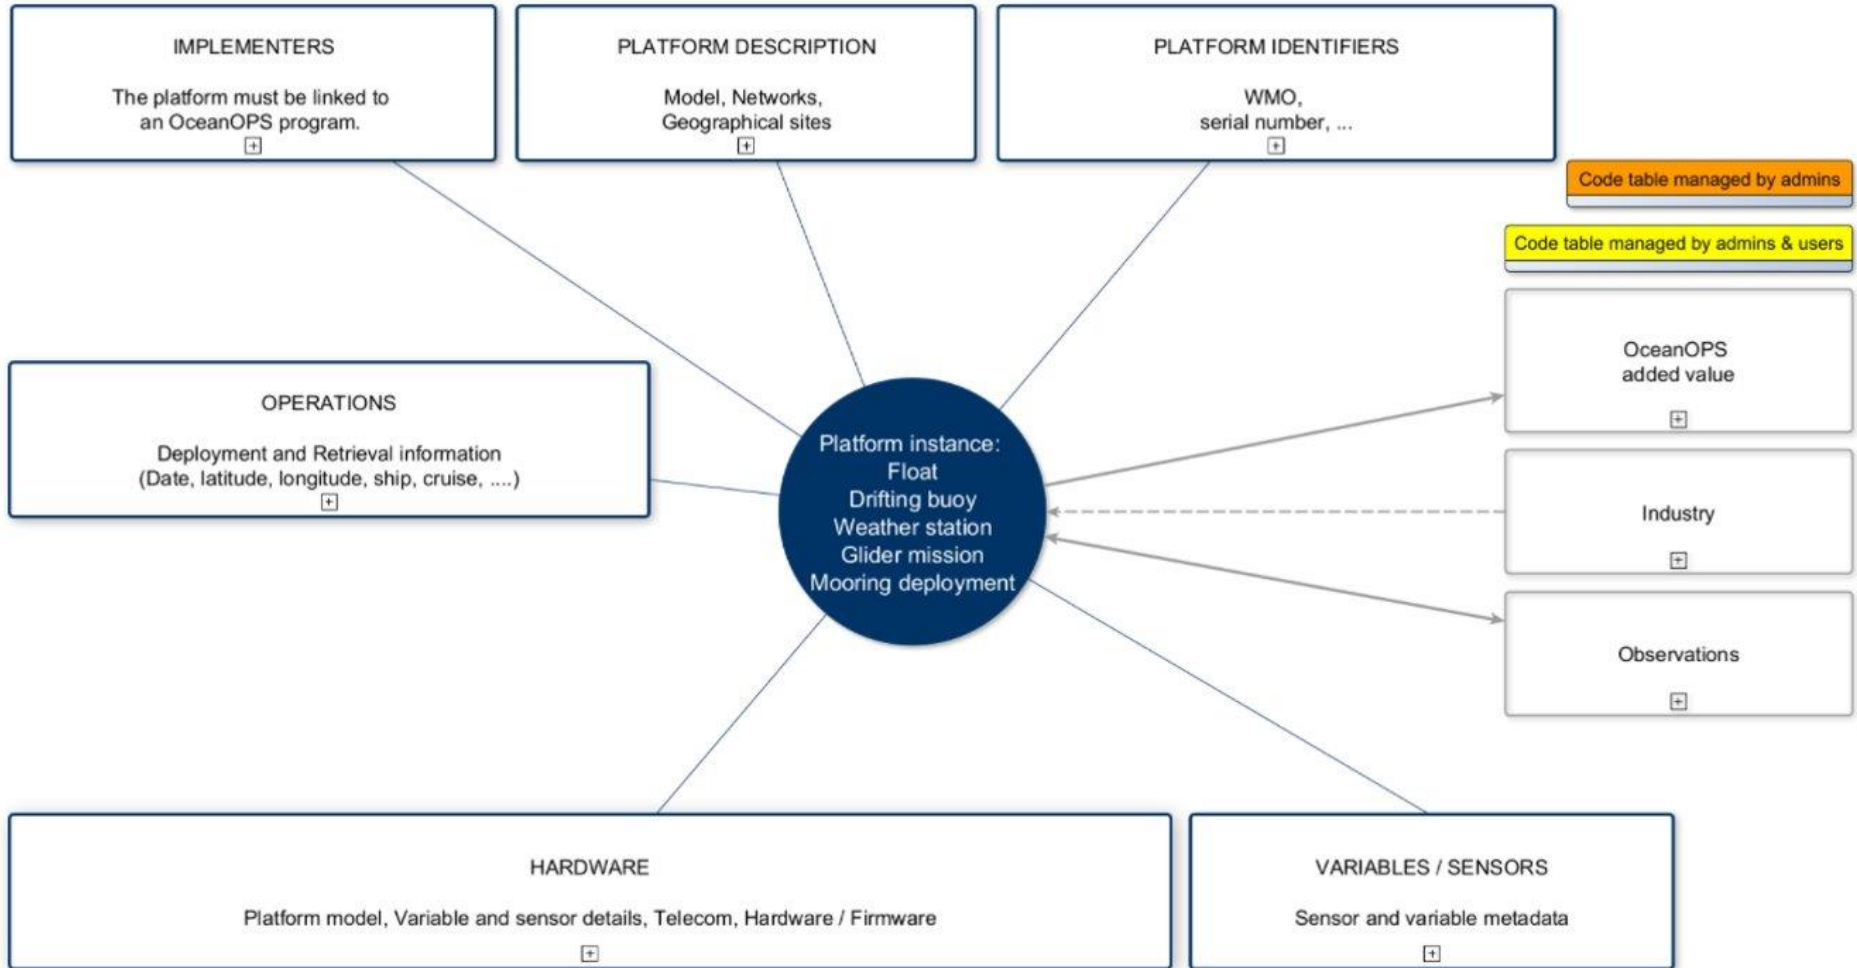 IMPLEMENTERS
The platform must be linked to
an OceanOPS program.
PLATFORM DESCRIPTION
Model, Networks,
Geographical sites
PLATFORM IDENTIFIERS
WMO,
serial number, ...
Code table managed by admins
Code table managed by admins & users
OceanOPS
added value
OPERATIONS
Deployment and Retrieval information
(Date, latitude, longitude, ship, cruise, ....)
Platform instance:
Float
Drifting buoy
Weather station
Glider mission
Mooring deployment
Industry
Observations
HARDWARE
Platform model, Variable and sensor details, Telecom, Hardware / Firmware
VARIABLES / SENSORS
Sensor and variable metadata